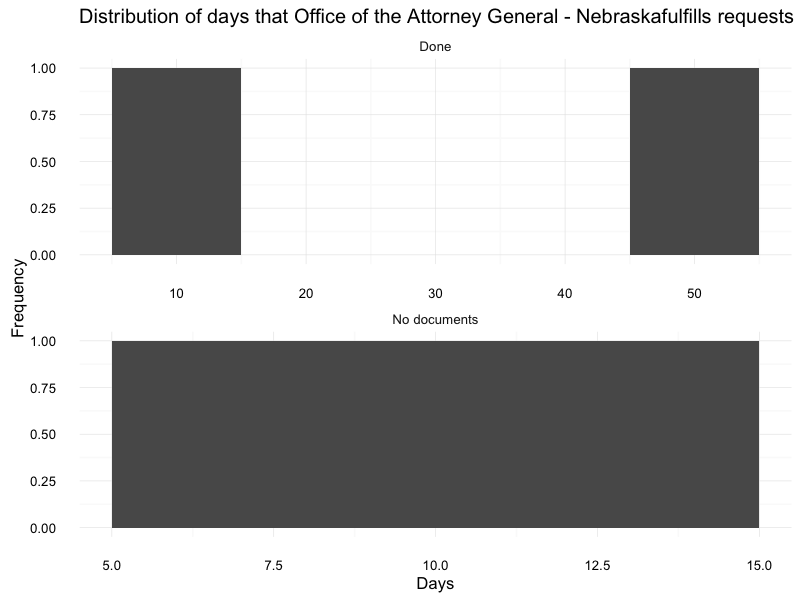 Distribution of days that Office of the Attorney General - Nebraskafulfills requests
Done
1.00
0.75
0.50
0.25
0.00
10 20 30 40 50
Frequency
No documents
1.00
0.75
0.50
0.25
0.00
5.0 7.5 10.0 12.5 15.0
Days